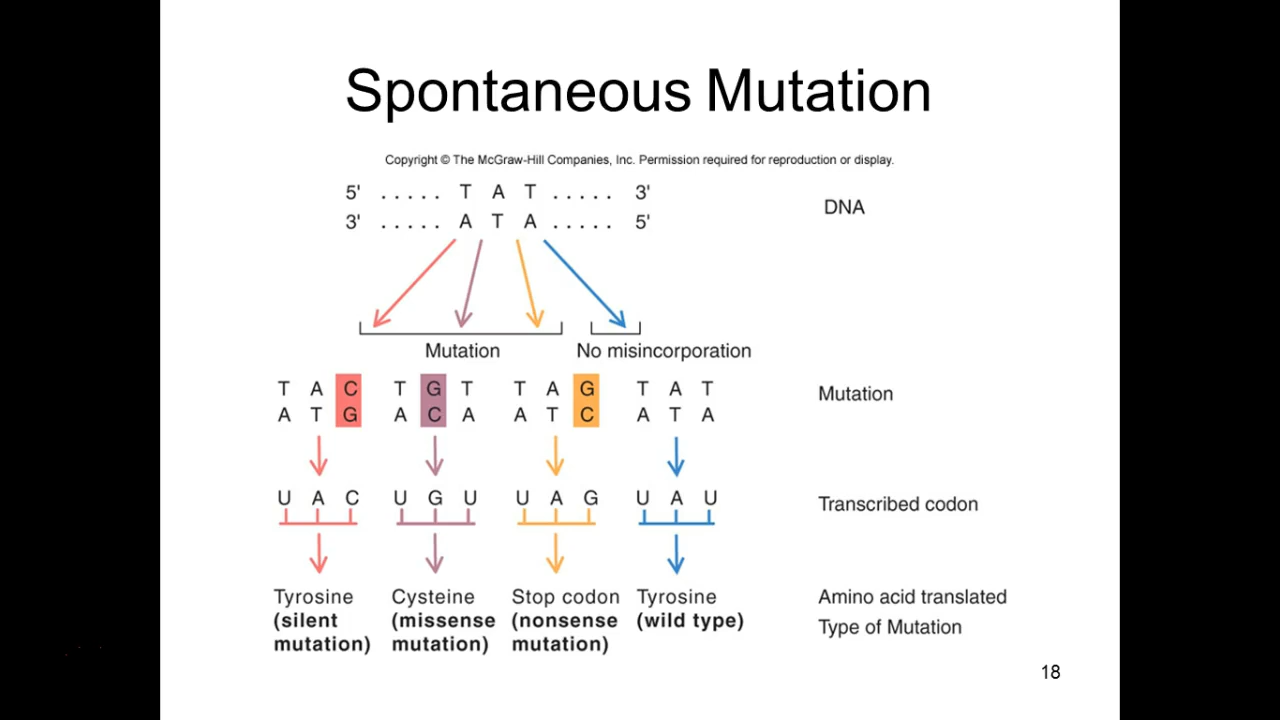 Spontaneous Mutation
Copyright © The McGraw-Hill Companies, Inc. Permission required for reproduction or display.
5' ..... T A T ..... 3'
3' ..... A T A ..... 5'
DNA
Mutation No misincorporation
T A C T G T T A G T A T
A T G A C A A T C A T A
Mutation
U A C U G U U A G U A U
Transcribed codon
Tyrosine Cysteine Stop codon Tyrosine Amino acid translated
(silent (missense (nonsense (wild type) Type of Mutation
mutation) mutation) mutation)
18